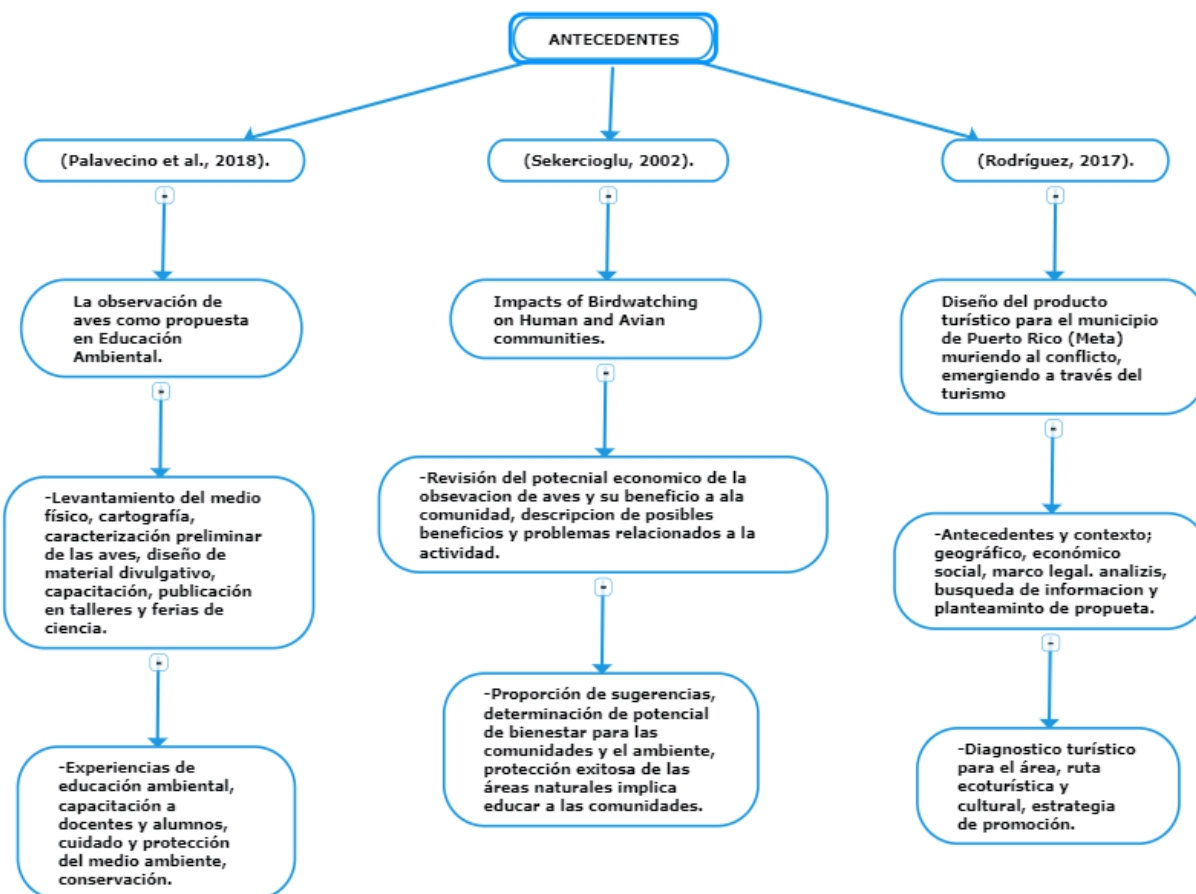 ANTECEDENTES
(Palavecino et al., 2018).
(Sekercioglu, 2002).
(Rodríguez, 2017).
La observación de
aves como propuesta
en Educación
Ambiental.
Impacts of Birdwatching
on Human and Avian
communities.
Diseño del producto
turístico para el municipio
de Puerto Rico (Meta)
muriendo al conflicto,
emergiendo a través del
turismo
-Levantamiento del medio
físico, cartografía,
caracterización preliminar
de las aves, diseño de
material divulgativo,
capacitación, publicación
en talleres y ferias de
ciencia.
-Revisión del potecnial economico de la
obsevacion de aves y su beneficio a ala
comunidad, descripcion de posibles
beneficios y problemas relacionados a la
actividad.
-Antecedentes y contexto;
geográfico, económico
social, marco legal. analizis,
busqueda de informacion y
planteaminto de propueta.
-Experiencias de
educación ambiental,
capacitación a
docentes y alumnos,
cuidado y protección
del medio ambiente,
conservación.
-Proporción de sugerencias,
determinación de potencial
de bienestar para las
comunidades y el ambiente,
protección exitosa de las
áreas naturales implica
educar a las comunidades.
-Diagnostico turístico
para el área, ruta
ecoturística y
cultural, estrategia
de promoción.